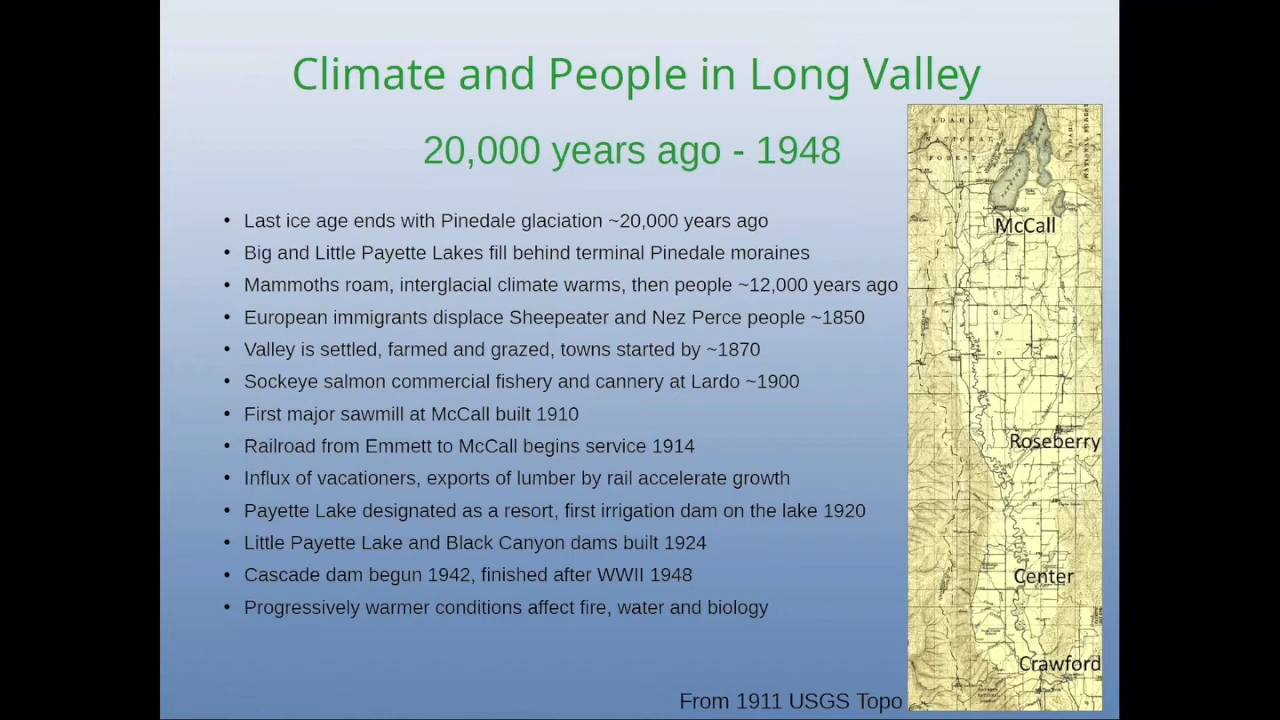 Climate and People in Long Valley
20,000 years ago - 1948
• Last ice age ends with Pinedale glaciation ~20,000 years ago
• Big and Little Payette Lakes fill behind terminal Pinedale moraines
• Mammoths roam, interglacial climate warms, then people ~12,000 years ago
• European immigrants displace Sheepeater and Nez Perce people ~1850
• Valley is settled, farmed and grazed, towns started by ~1870
• Sockeye salmon commercial fishery and cannery at Lardo ~1900
• First major sawmill at McCall built 1910
• Railroad from Emmett to McCall begins service 1914
• Influx of vacationers, exports of lumber by rail accelerate growth
• Payette Lake designated as a resort, first irrigation dam on the lake 1920
• Little Payette Lake and Black Canyon dams built 1924
• Cascade dam begun 1942, finished after WWII 1948
• Progressively warmer conditions affect fire, water and biology
IDAHO
NATIONAL
FOREST
McCall
Roseberry
Center
Crawford
From 1911 USGS Topo